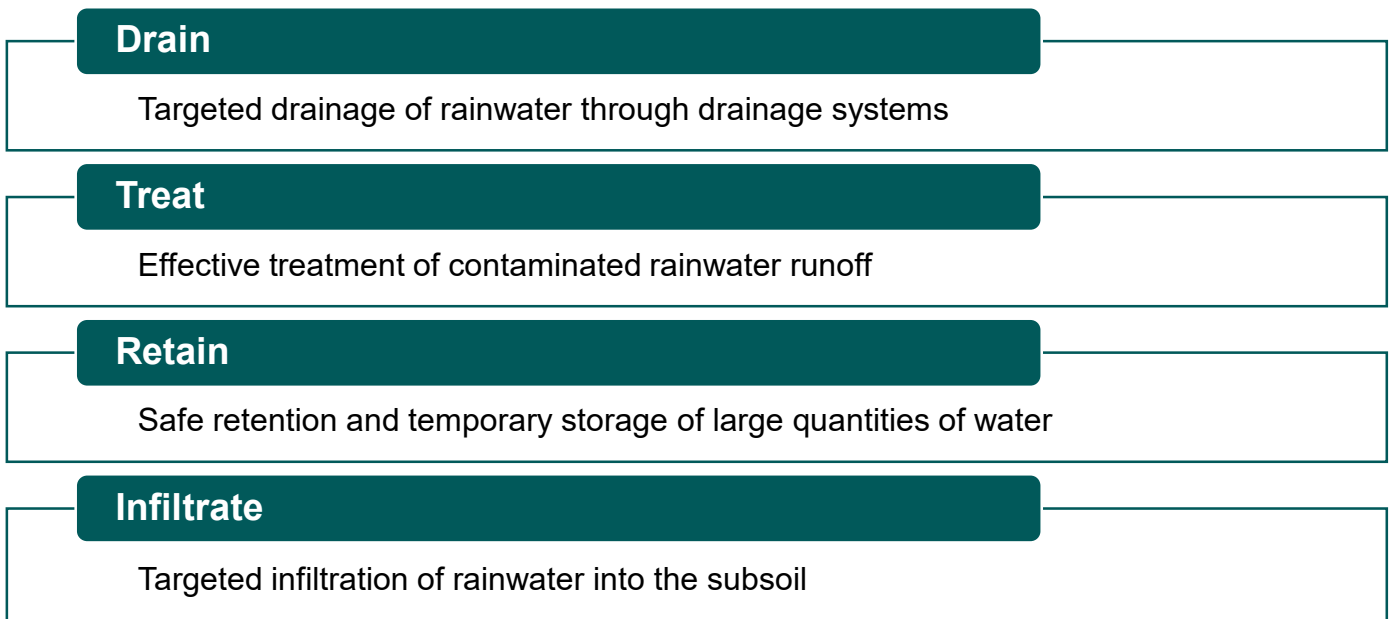 Drain
Targeted drainage of rainwater through drainage systems
Treat
Effective treatment of contaminated rainwater runoff
Retain
Safe retention and temporary storage of large quantities of water
Infiltrate
Targeted infiltration of rainwater into the subsoil